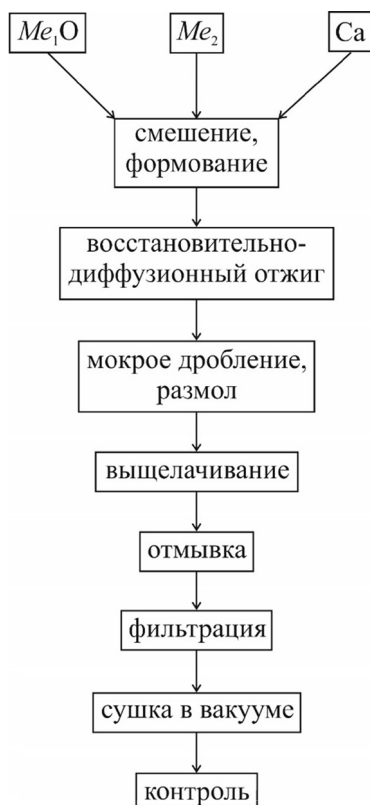 Me₁O
Me₂
Ca
смешение,
формование
восстановительно-
диффузионный отжиг
мокрое дробление,
размол
выщелачивание
отмывка
фильтрация
сушка в вакууме
контроль